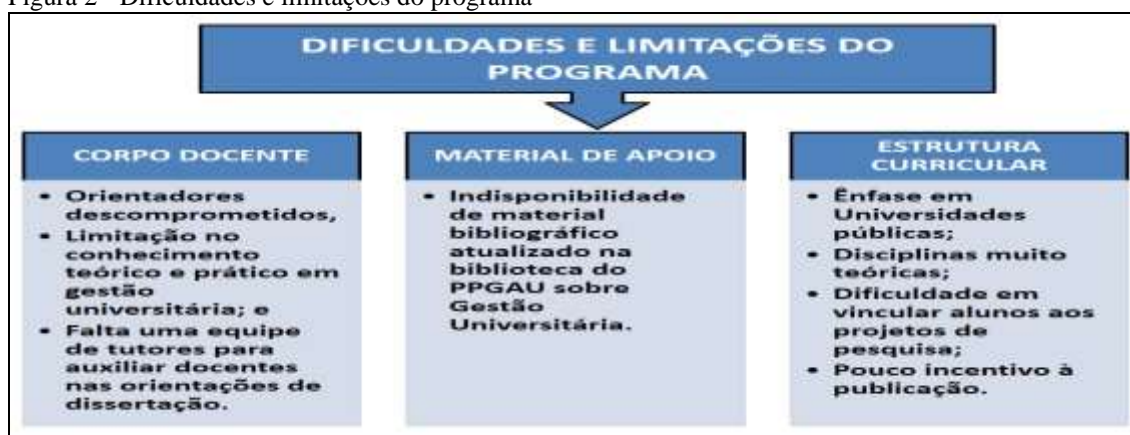 Figura 2 - Dificuldades e limitações do programa
DIFICULDADES E LIMITAÇÕES DO
PROGRAMA
CORPO DOCENTE
• Orientadores
descomprometidos,
• Limitação no
conhecimento
teórico e prático em
gestão
universitária; e
• Falta uma equipe
de tutores para
auxiliar docentes
nas orientações de
dissertação.
MATERIAL DE APOIO
• Indisponibilidade
de material
bibliográfico
atualizado na
biblioteca do
PPGAU sobre
Gestão
Universitária.
ESTRUTURA
CURRICULAR
• Ênfase em
Universidades
públicas;
• Disciplinas muito
teóricas;
• Dificuldade em
vincular alunos aos
projetos de
pesquisa;
• Pouco incentivo à
publicação.